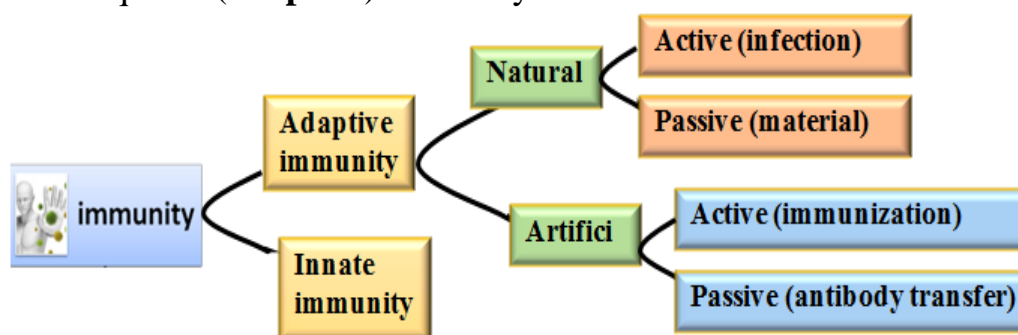 Natural
Active (infection)
Passive (material)
Adaptive
immunity
immunity
Innate
immunity
Artifici
Active (immunization)
Passive (antibody transfer)